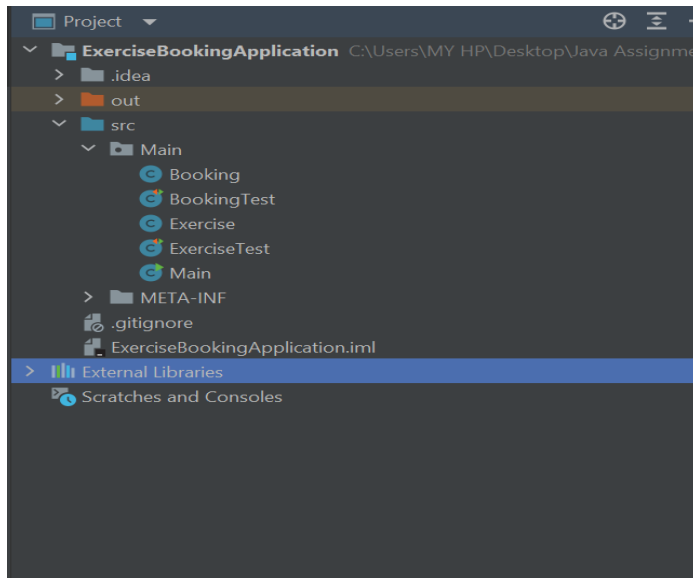 Project
ExerciseBookingApplication C:\Users\MY HP\Desktop\Java Assignme
.idea
out
src
Main
Booking
BookingTest
Exercise
ExerciseTest
Main
META-INF
.gitignore
ExerciseBookingApplication.iml
External Libraries
Scratches and Consoles